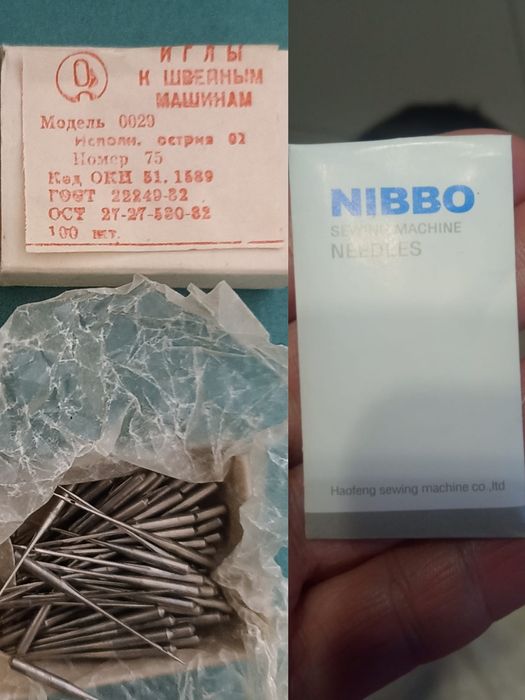 ИГЛЫ
К ШВЕЙНЫМ
МАШИНАМ
Модель 0029
Исполн. острия 02
Номер 75
Код ОКП 51.1589
ГОСТ 22249-82
ОСТ 27-27-580-82
100 шт.
NIBBO
SEWING MACHINE
NEEDLES
Haofeng sewing machine co.,ltd